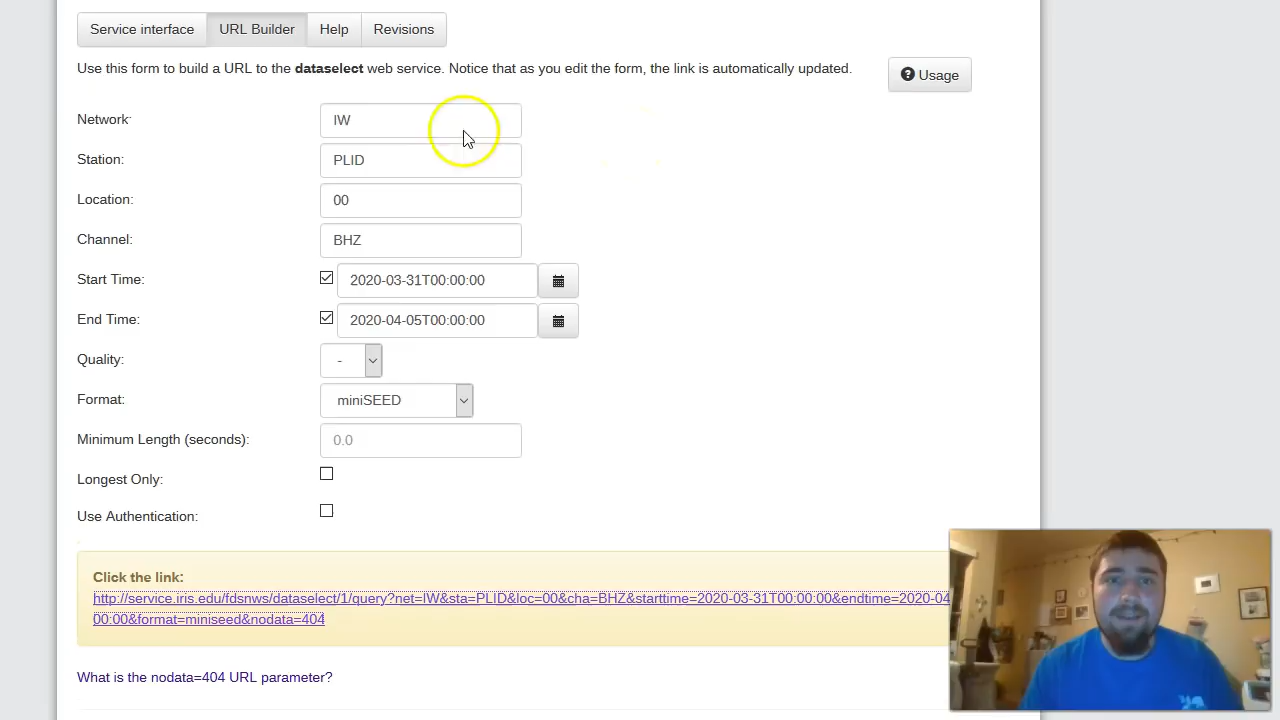 Service interface
URL Builder
Help
Revisions
Use this form to build a URL to the dataselect web service. Notice that as you edit the form, the link is automatically updated.
Usage
Network:
IW
Station:
PLID
Location:
00
Channel:
BHZ
Start Time:
2020-03-31T00:00:00
End Time:
2020-04-05T00:00:00
Quality:
-
Format:
miniSEED
Minimum Length (seconds):
0.0
Longest Only:
Use Authentication:
Click the link:
http://service.iris.edu/fdsnws/dataselect/1/query?net=IW&sta=PLID&loc=00&cha=BHZ&starttime=2020-03-31T00:00:00&endtime=2020-04
00:00&format=miniseed&nodata=404
What is the nodata=404 URL parameter?